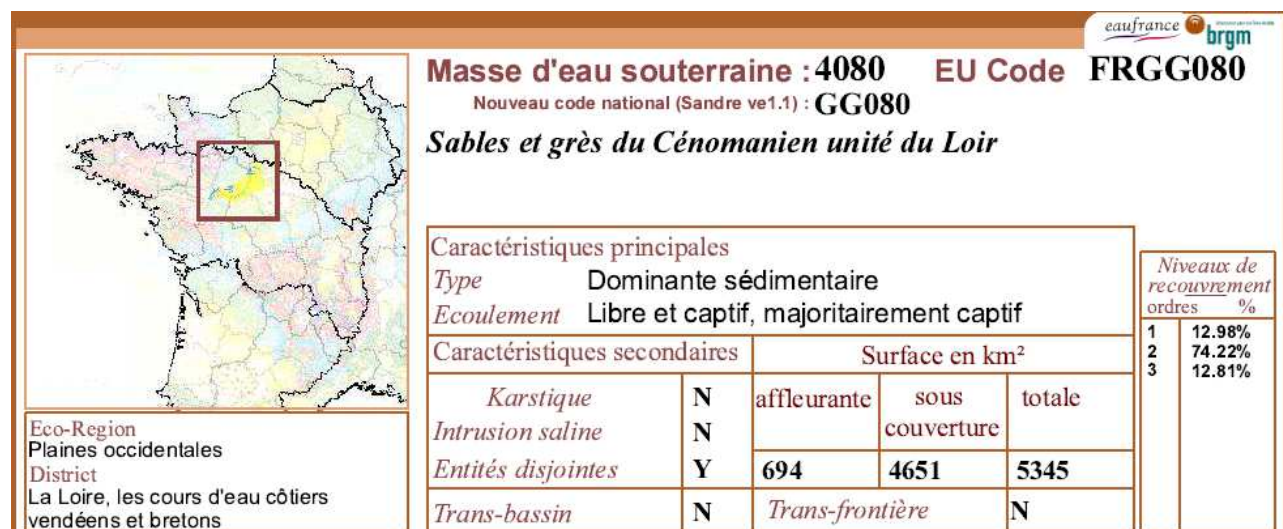 eaufrance
brgm
Masse d'eau souterraine : 4080 EU Code FRGG080
Nouveau code national (Sandre ve1.1) : GG080
Sables et grès du Cénomanien unité du Loir
Caractéristiques principales
Type Dominante sédimentaire
Ecoulement Libre et captif, majoritairement captif
Caractéristiques secondaires Surface en km²
Karstique N affleurante sous couverture totale
Intrusion saline N
Entités disjointes Y 694 4651 5345
Trans-bassin N Trans-frontière N
Niveaux de
recouvrement
ordres %
1 12.98%
2 74.22%
3 12.81%
Eco-Region
Plaines occidentales
District
La Loire, les cours d'eau côtiers
vendéens et bretons